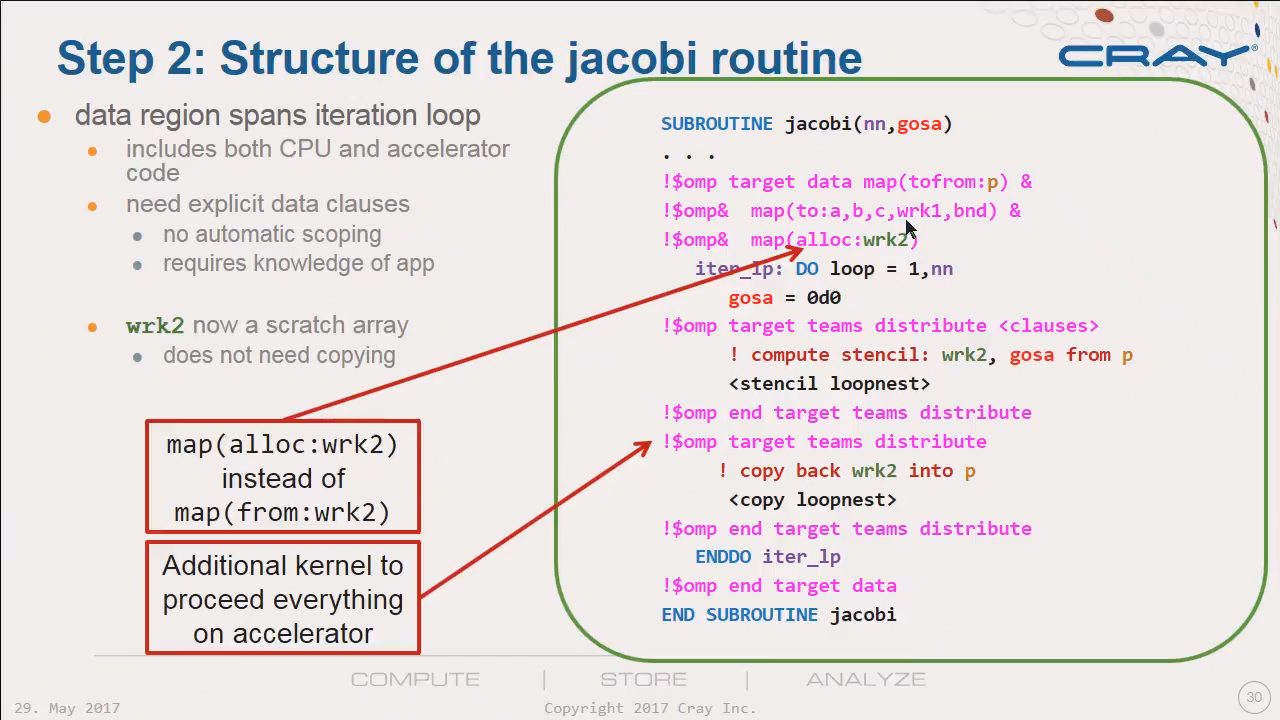 Step 2: Structure of the jacobi routine
CRAY®
data region spans iteration loop
includes both CPU and accelerator
code
need explicit data clauses
no automatic scoping
requires knowledge of app
wrk2 now a scratch array
does not need copying
map(alloc:wrk2)
instead of
map(from:wrk2)
Additional kernel to
proceed everything
on accelerator
SUBROUTINE jacobi(nn,gosa)
. . .
!$omp target data map(tofrom:p) &
!$omp&  map(to:a,b,c,wrk1,bnd) &
!$omp&  map(alloc:wrk2)
iter_lp: DO loop = 1,nn
gosa = 0d0
!$omp target teams distribute <clauses>
! compute stencil: wrk2, gosa from p
<stencil loopnest>
!$omp end target teams distribute
!$omp target teams distribute
! copy back wrk2 into p
<copy loopnest>
!$omp end target teams distribute
ENDDO iter_lp
!$omp end target data
END SUBROUTINE jacobi
COMPUTE | STORE | ANALYZE
29. May 2017
Copyright 2017 Cray Inc.
30